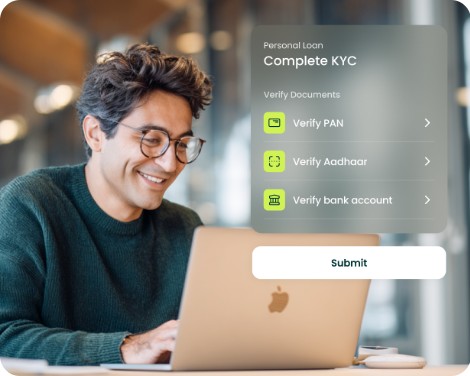 Personal Loan
Complete KYC
Verify Documents
Verify PAN
Verify Aadhaar
Verify bank account
Submit